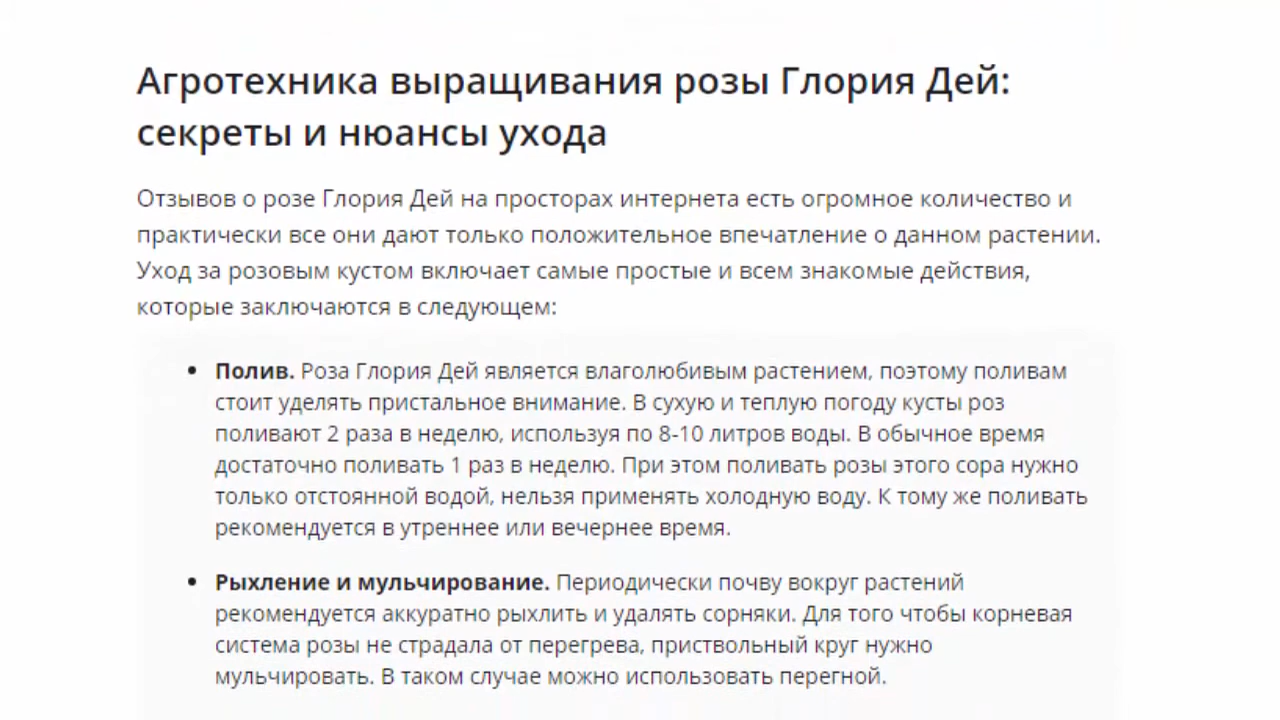 Агротехника выращивания розы Глория Дей:
секреты и нюансы ухода
Отзывов о розе Глория Дей на просторах интернета есть огромное количество и
практически все они дают только положительное впечатление о данном растении.
Уход за розовым кустом включает самые простые и всем знакомые действия,
которые заключаются в следующем:
• Полив. Роза Глория Дей является влаголюбивым растением, поэтому поливам
стоит уделять пристальное внимание. В сухую и теплую погоду кусты роз
поливают 2 раза в неделю, используя по 8-10 литров воды. В обычное время
достаточно поливать 1 раз в неделю. При этом поливать розы этого сора нужно
только отстоянной водой, нельзя применять холодную воду. К тому же поливать
рекомендуется в утреннее или вечернее время.
• Рыхление и мульчирование. Периодически почву вокруг растений
рекомендуется аккуратно рыхлить и удалять сорняки. Для того чтобы корневая
система розы не страдала от перегрева, приствольный круг нужно
мульчировать. В таком случае можно использовать перегной.